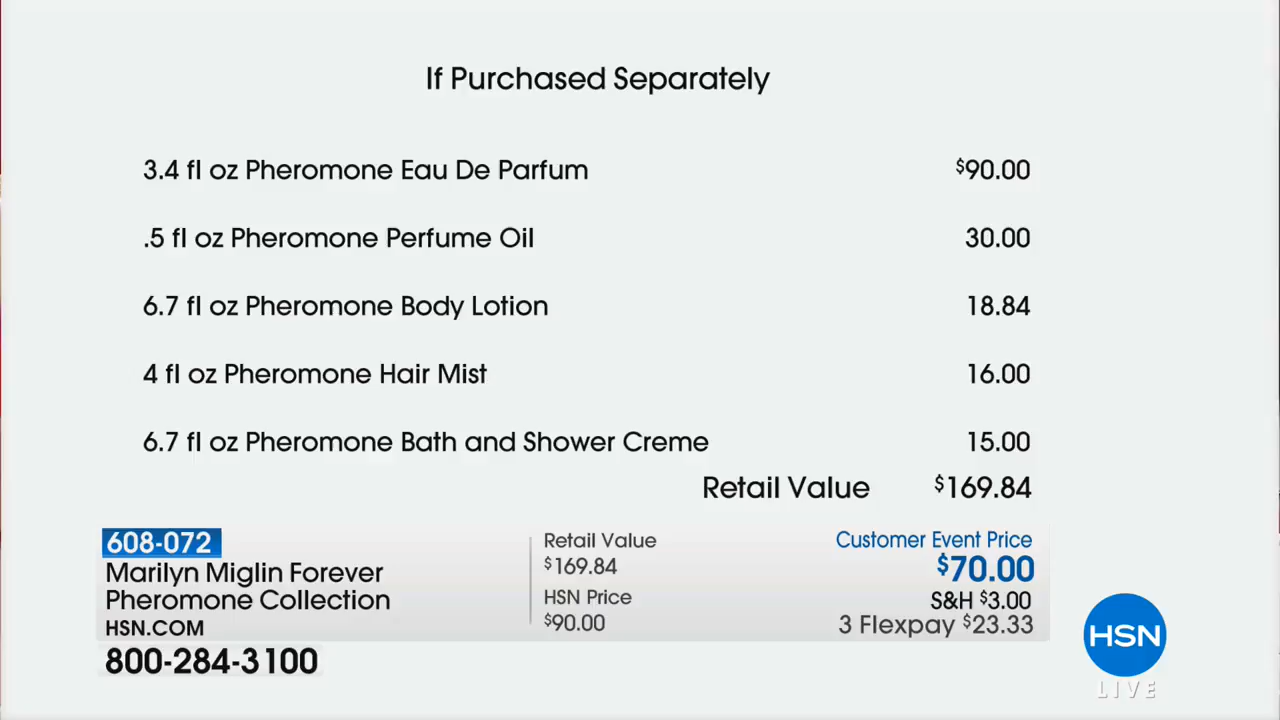 If Purchased Separately
3.4 fl oz Pheromone Eau De Parfum $90.00
.5 fl oz Pheromone Perfume Oil 30.00
6.7 fl oz Pheromone Body Lotion 18.84
4 fl oz Pheromone Hair Mist 16.00
6.7 fl oz Pheromone Bath and Shower Creme 15.00
Retail Value $169.84
608-072
Marilyn Miglin Forever
Pheromone Collection
HSN.COM
800-284-3100
Retail Value
$169.84
HSN Price
$90.00
Customer Event Price
$70.00
S&H $3.00
3 Flexpay $23.33
HSN
LIVE